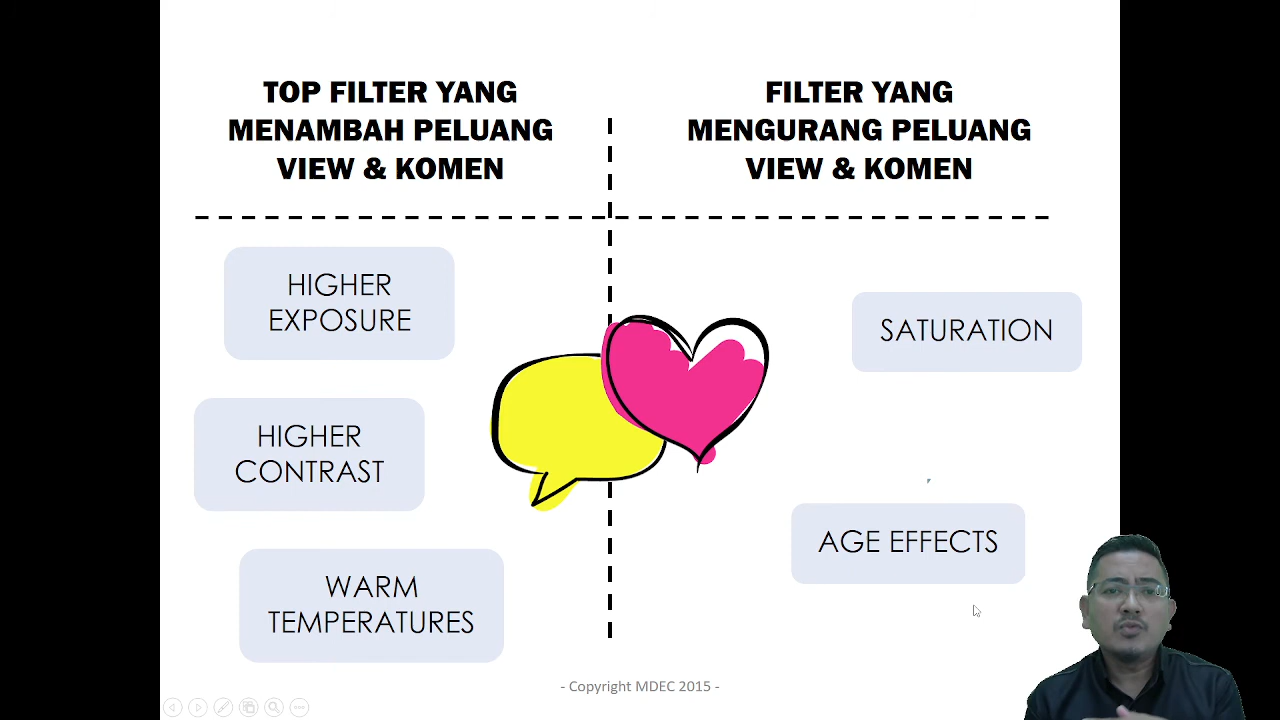 TOP FILTER YANG
MENAMBAH PELUANG
VIEW & KOMEN
FILTER YANG
MENGURANG PELUANG
VIEW & KOMEN
HIGHER
EXPOSURE
HIGHER
CONTRAST
WARM
TEMPERATURES
SATURATION
AGE EFFECTS
- Copyright MDEC 2015 -